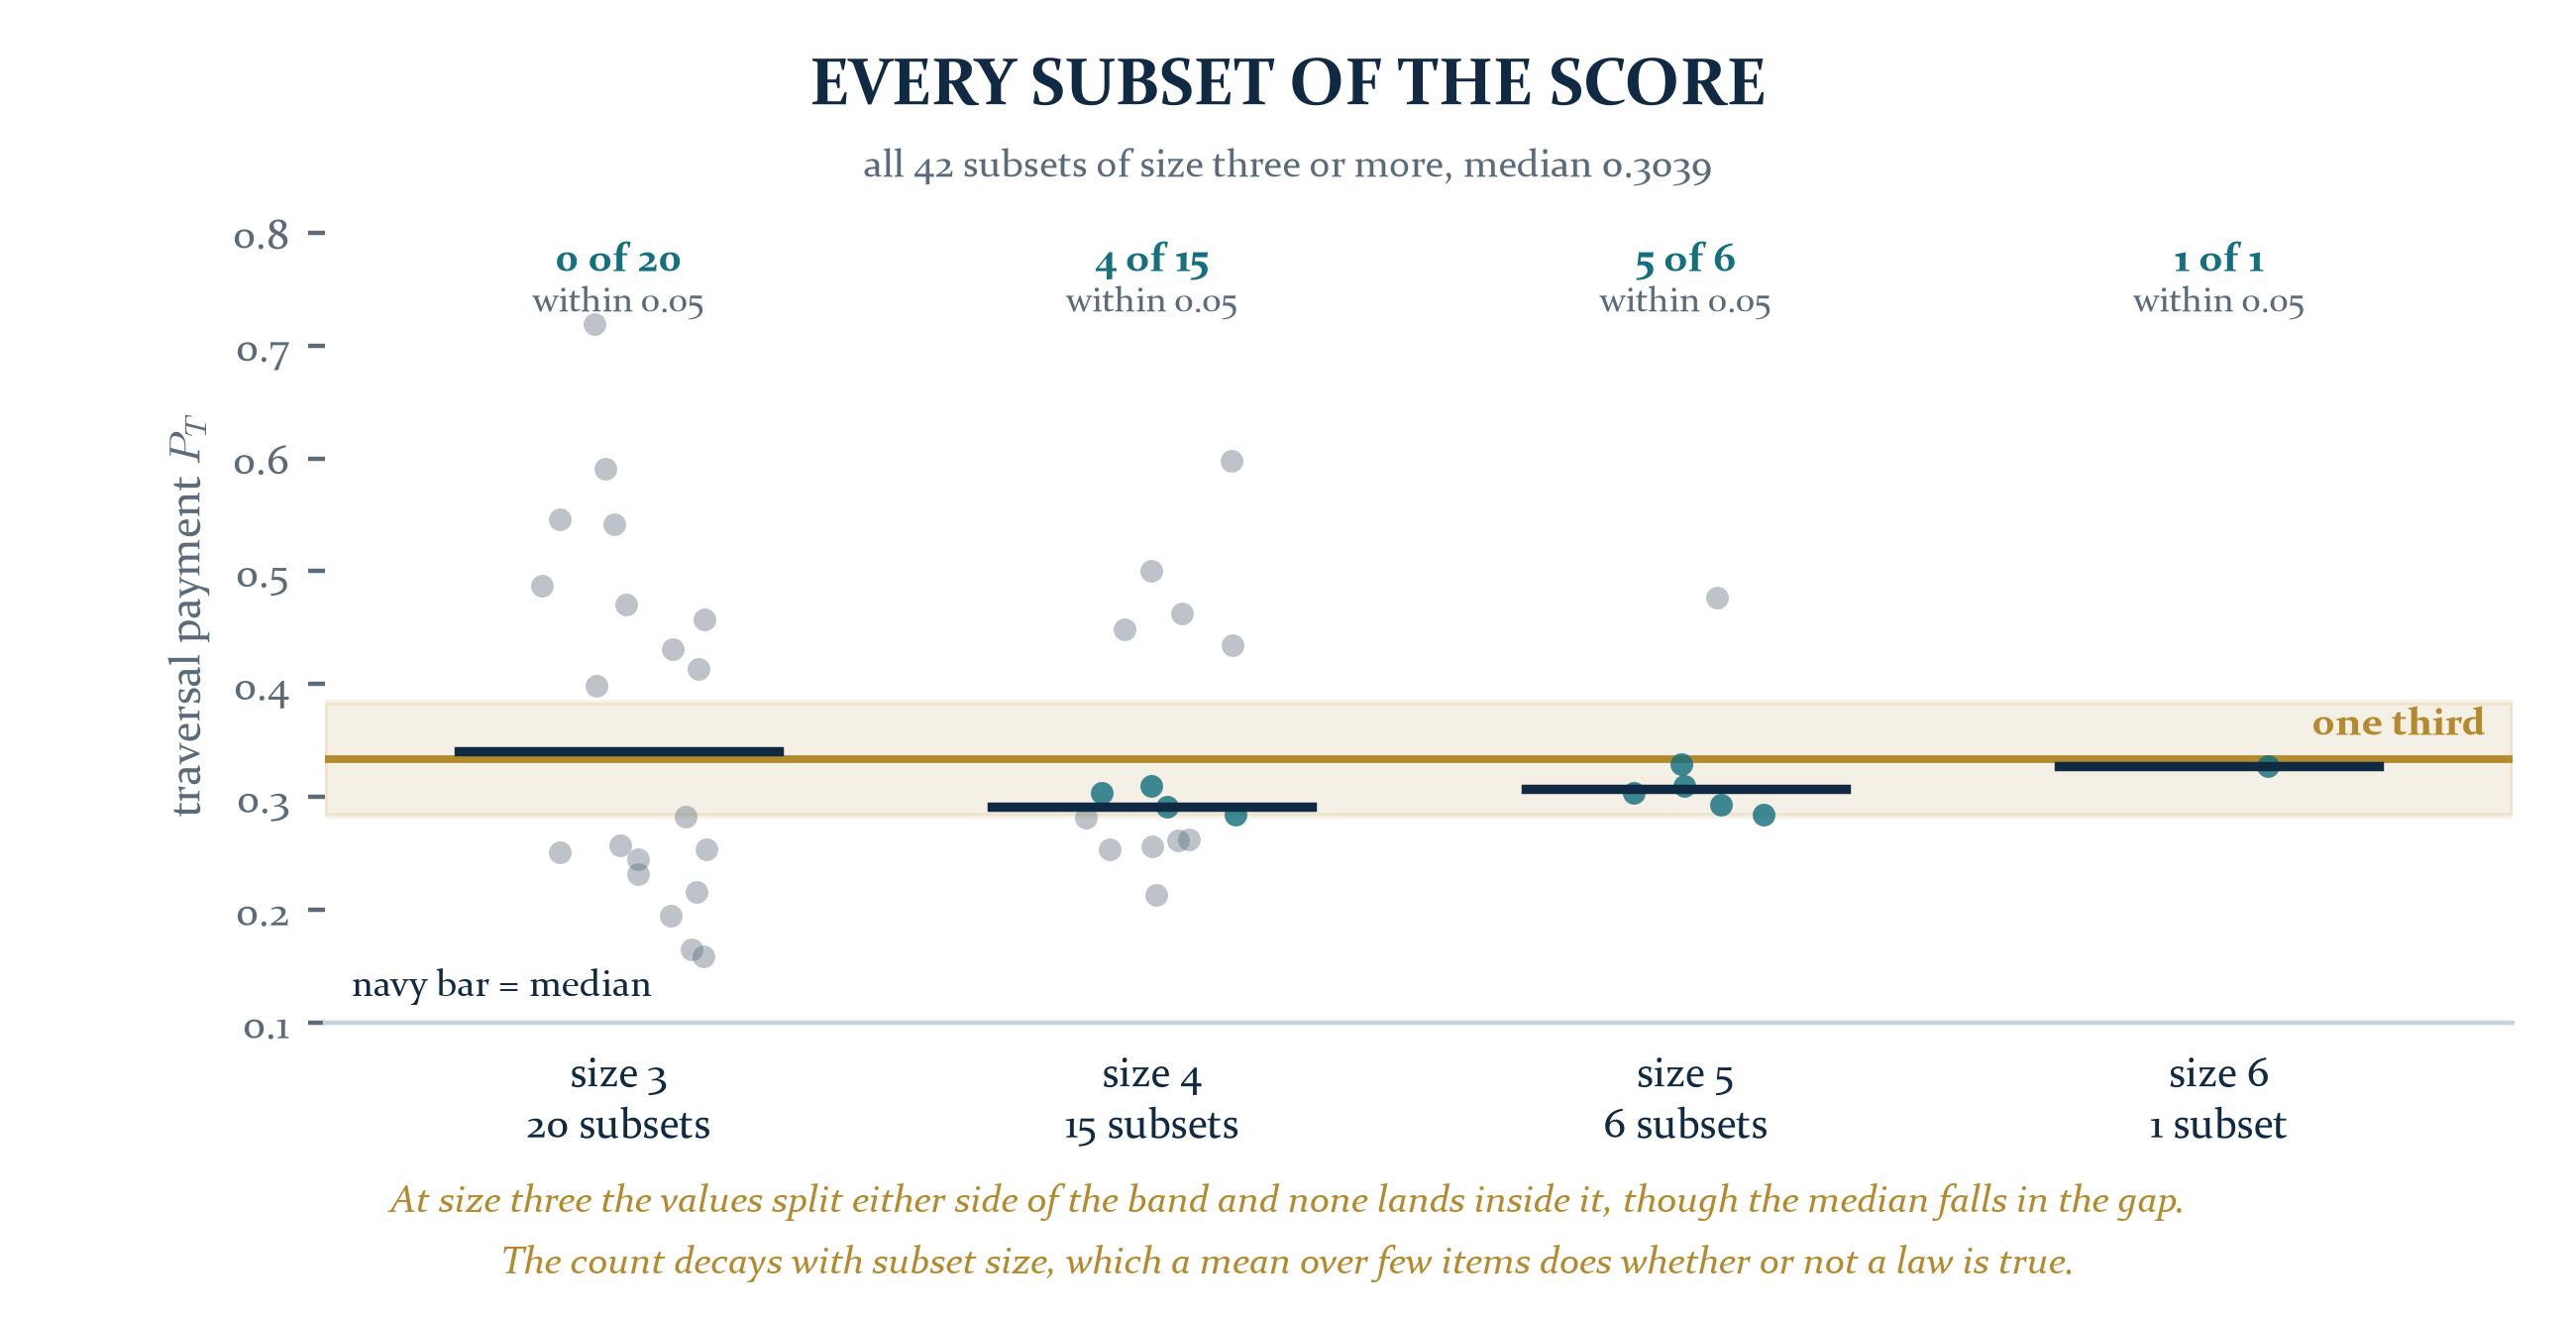 EVERY SUBSET OF THE SCORE
all 42 subsets of size three or more, median 0.3039
0.8
0.7
0.6
0.5
0.4
0.3
0.2
0.1
traversal payment P_T
0 of 20
within 0.05
4 of 15
within 0.05
5 of 6
within 0.05
1 of 1
within 0.05
one third
navy bar = median
size 3
20 subsets
size 4
15 subsets
size 5
6 subsets
size 6
1 subset
At size three the values split either side of the band and none lands inside it, though the median falls in the gap.
The count decays with subset size, which a mean over few items does whether or not a law is true.